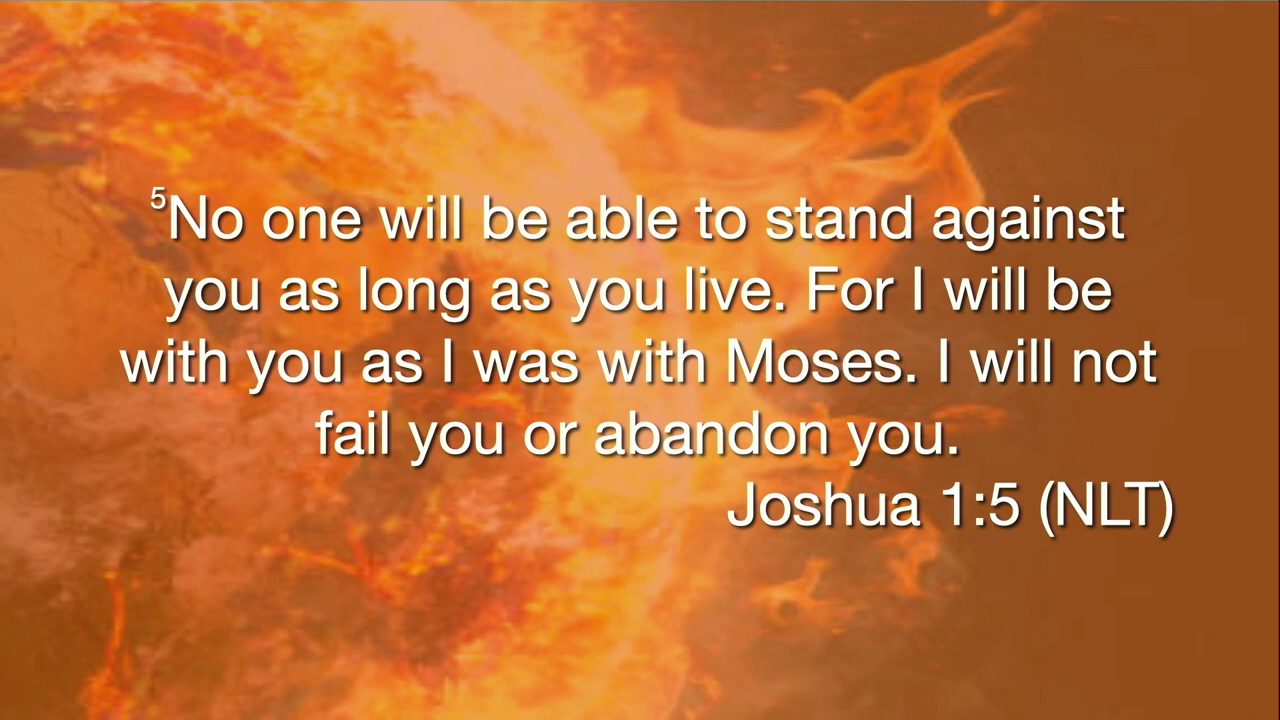 ⁵No one will be able to stand against
you as long as you live. For I will be
with you as I was with Moses. I will not
fail you or abandon you.
Joshua 1:5 (NLT)